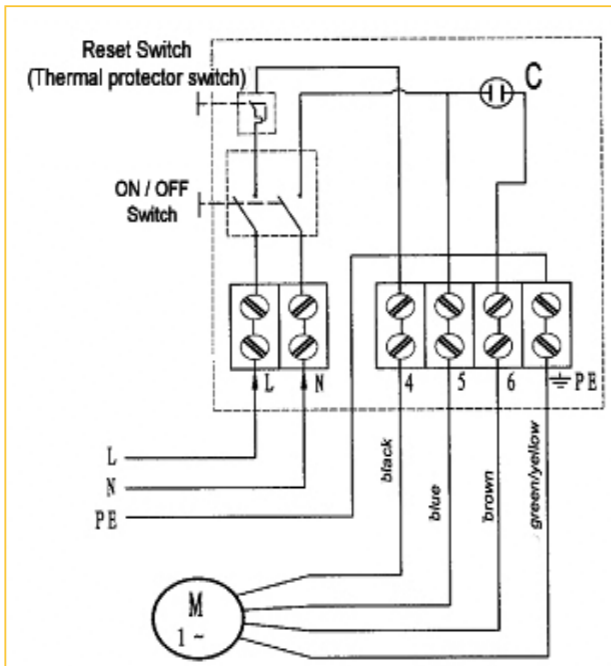 Reset Switch
(Thermal protector switch)
C
ON / OFF
Switch
L N 4 5 6 PE
L
N
PE
black
blue
brown
green/yellow
M
1 ~